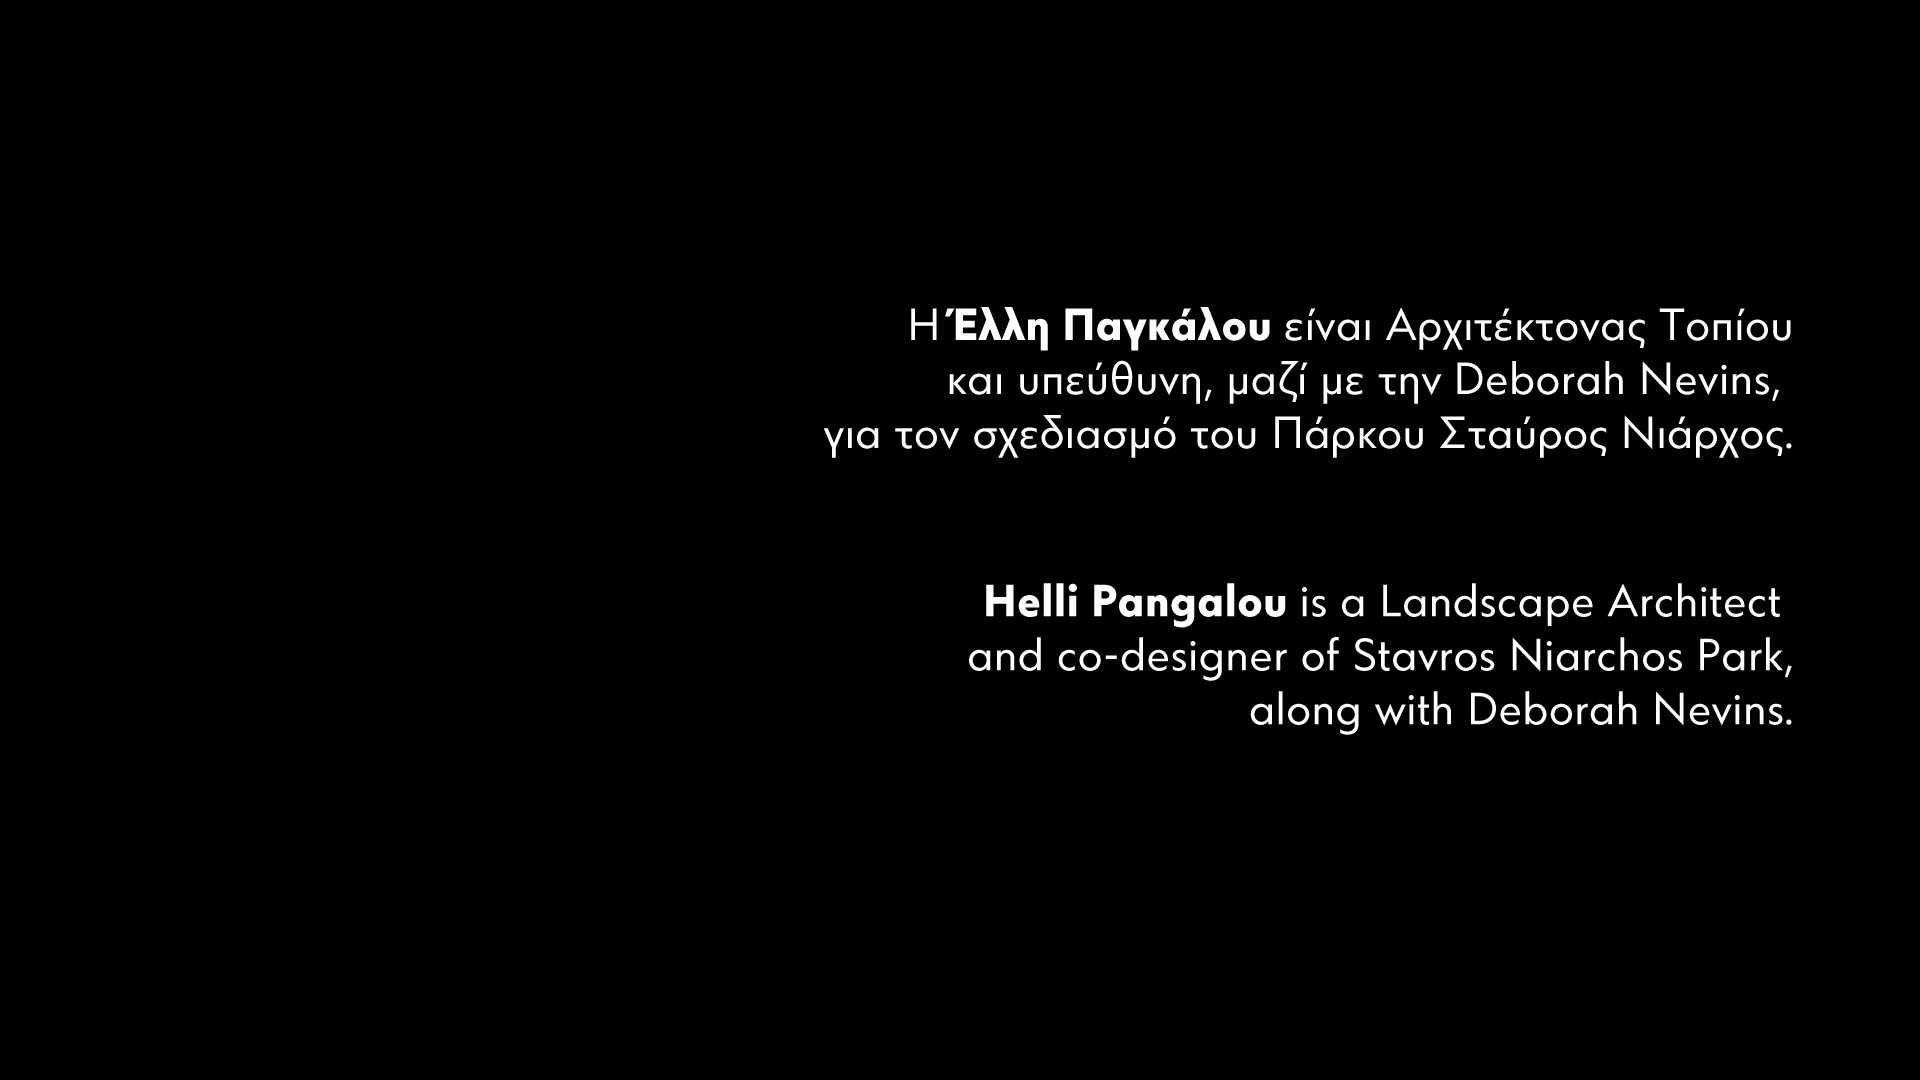 Η Έλλη Παγκάλου είναι Αρχιτέκτονας Τοπίου
και υπεύθυνη, μαζί με την Deborah Nevins,
για τον σχεδιασμό του Πάρκου Σταύρος Νιάρχος.
Helli Pangalou is a Landscape Architect
and co-designer of Stavros Niarchos Park,
along with Deborah Nevins.